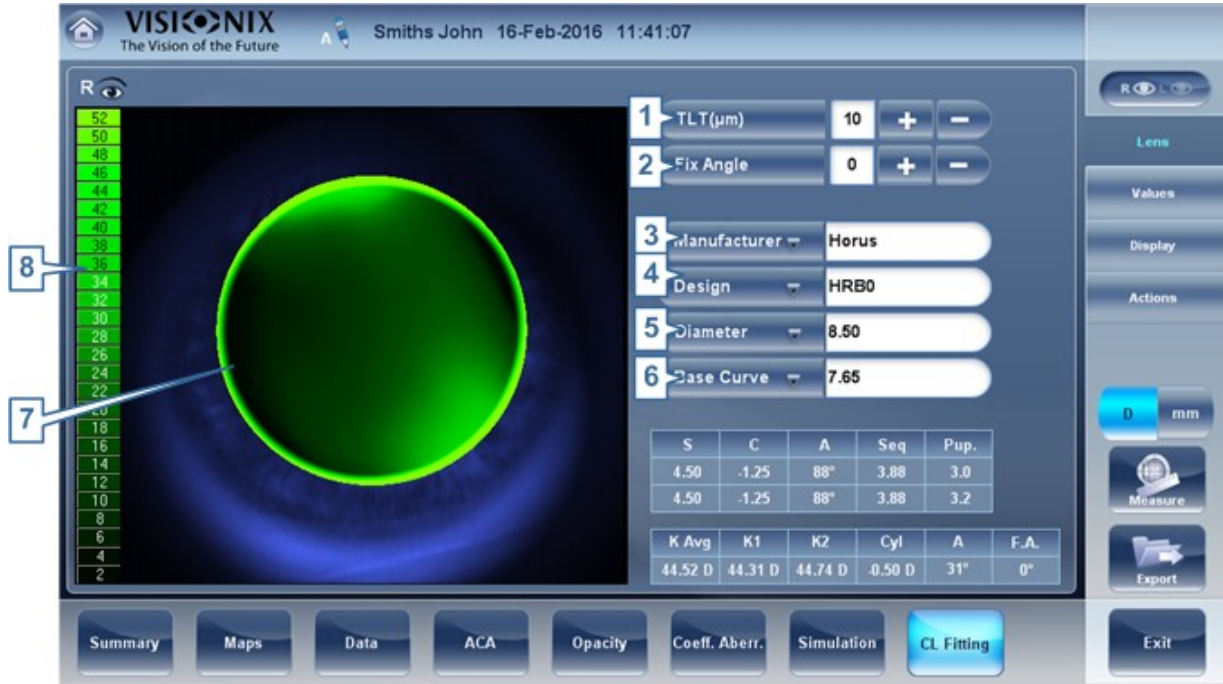 VISIONIX
The Vision of the Future
A
Smiths John 16-Feb-2016 11:41:07
R
52
50
48
46
44
42
40
38
36
34
32
30
28
26
24
22
20
18
16
14
12
10
8
6
4
2
8
7
1 TLT(µm) 10 + −
2 Fix Angle 0 + −
3 Manufacturer Horus
4 Design HRB0
5 Diameter 8.50
6 Base Curve 7.65
S C A Seq Pup.
4.50 -1.25 88° 3.88 3.0
4.50 -1.25 88° 3.88 3.2
K Avg K1 K2 Cyl A F.A.
44.52 D 44.31 D 44.74 D -0.50 D 31° 0°
R L
Lens
Values
Display
Actions
D mm
Measure
Export
Summary Maps Data ACA Opacity Coeff. Aberr. Simulation CL Fitting Exit